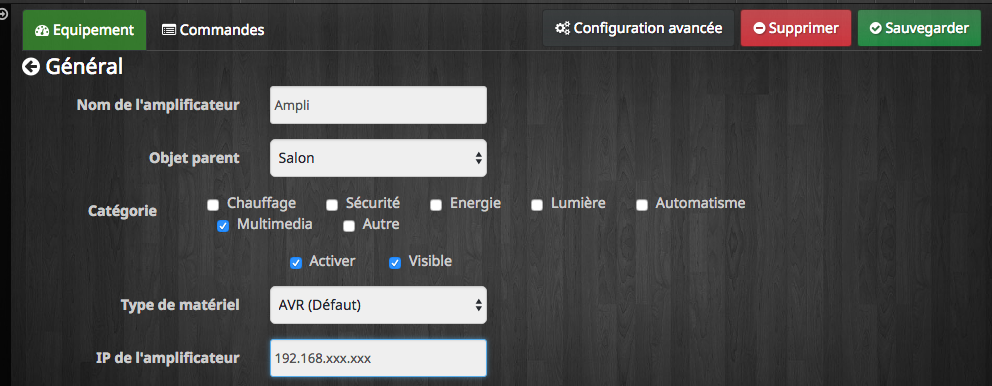 Equipement Commandes Configuration avancée Supprimer Sauvegarder
Général
Nom de l'amplificateur Ampli
Objet parent Salon
Catégorie Chauffage Sécurité Energie Lumière Automatisme
Multimedia Autre
Activer Visible
Type de matériel AVR (Défaut)
IP de l'amplificateur 192.168.xxx.xxx